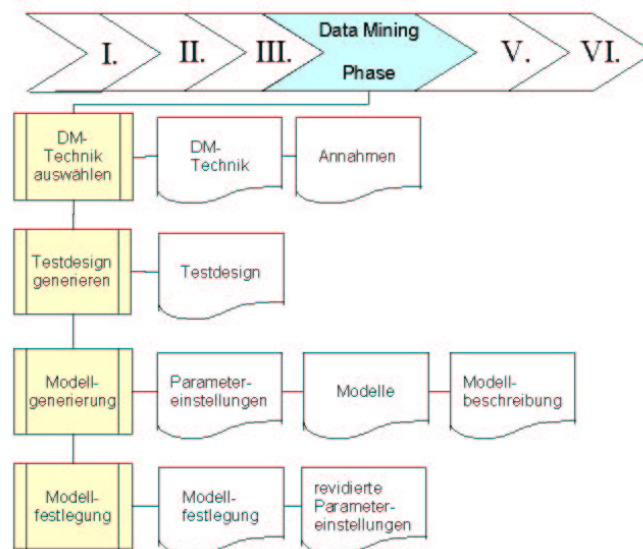 I.
II.
III.
Data Mining
Phase
V.
VI.
DM-
Technik
auswählen
DM-
Technik
Annahmen
Testdesign
generieren
Testdesign
Modell-
generierung
Parameter-
einstellungen
Modelle
Modell-
beschreibung
Modell-
festlegung
Modell-
festlegung
revidierte
Parameter-
einstellungen